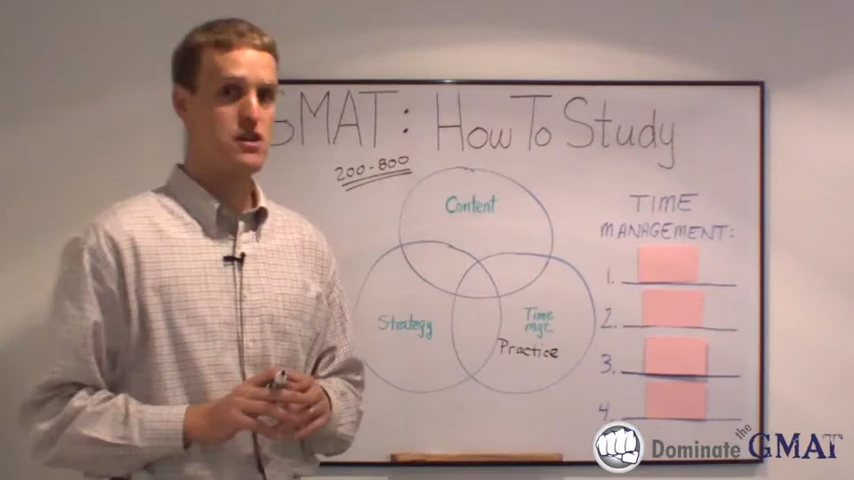 GMAT: How To Study
200-800
Content
Strategy
Time
mgt.
Practice
TIME
MANAGEMENT:
1.
2.
3.
4.
Dominate the GMAT